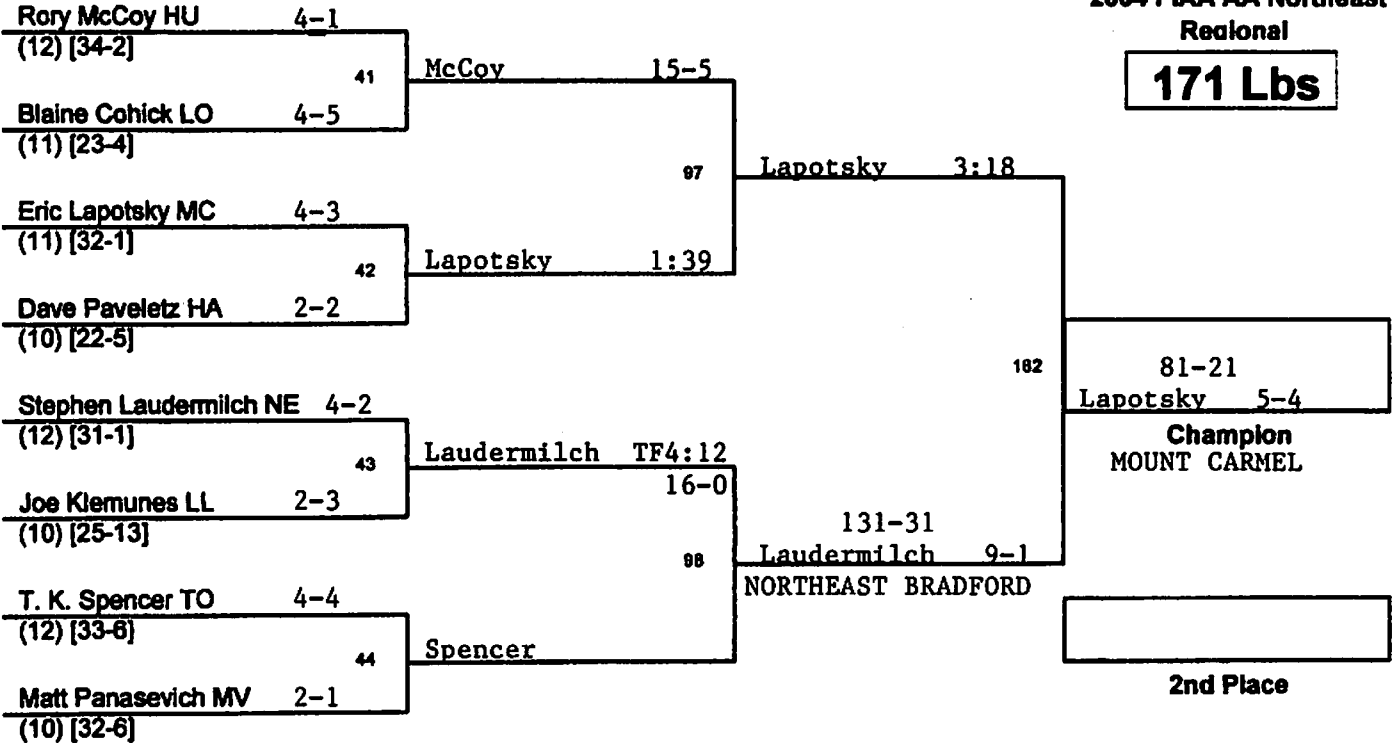 2004 PIAA AA Northeast
Regional
171 Lbs
Rory McCoy HU 4-1
(12) [34-2]
41
McCoy 15-5
Blaine Cohick LO 4-5
(11) [23-4]
97
Lapotsky 3:18
Eric Lapotsky MC 4-3
(11) [32-1]
42
Lapotsky 1:39
Dave Paveletz HA 2-2
(10) [22-5]
162
81-21
Lapotsky 5-4
Champion
MOUNT CARMEL
Stephen Laudermilch NE 4-2
(12) [31-1]
43
Laudermilch TF4:12
16-0
Joe Klemunes LL 2-3
(10) [25-13]
98
131-31
Laudermilch 9-1
NORTHEAST BRADFORD
T. K. Spencer TO 4-4
(12) [33-6]
44
Spencer
Matt Panasevich MV 2-1
(10) [32-6]
2nd Place